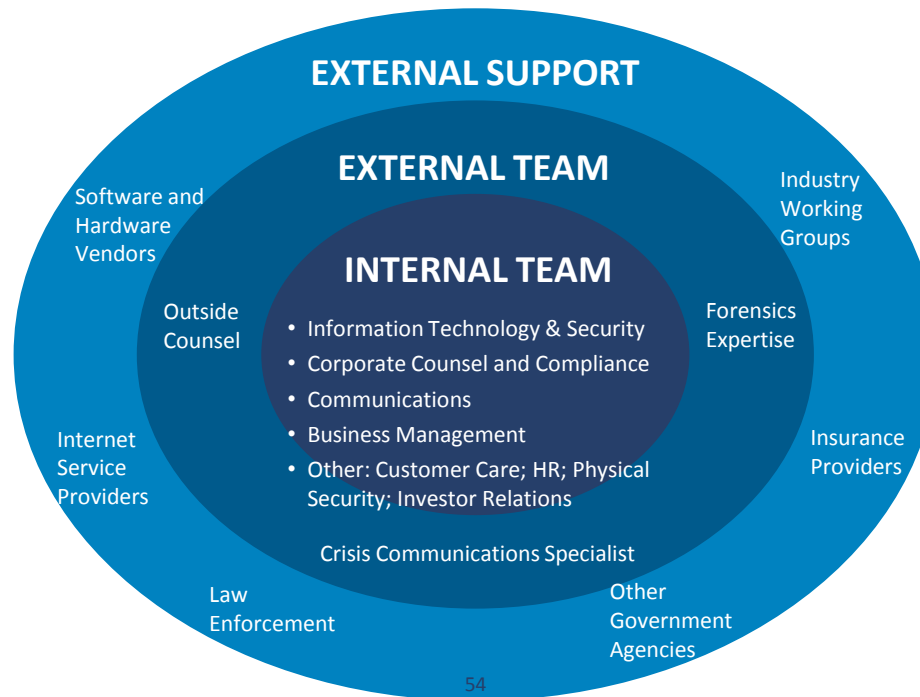 EXTERNAL SUPPORT
EXTERNAL TEAM
Software and
Hardware
Vendors
Industry
Working
Groups
INTERNAL TEAM
Outside
Counsel
Forensics
Expertise
• Information Technology & Security
• Corporate Counsel and Compliance
• Communications
• Business Management
• Other: Customer Care; HR; Physical
Security; Investor Relations
Internet
Service
Providers
Insurance
Providers
Crisis Communications Specialist
Law
Enforcement
Other
Government
Agencies
54